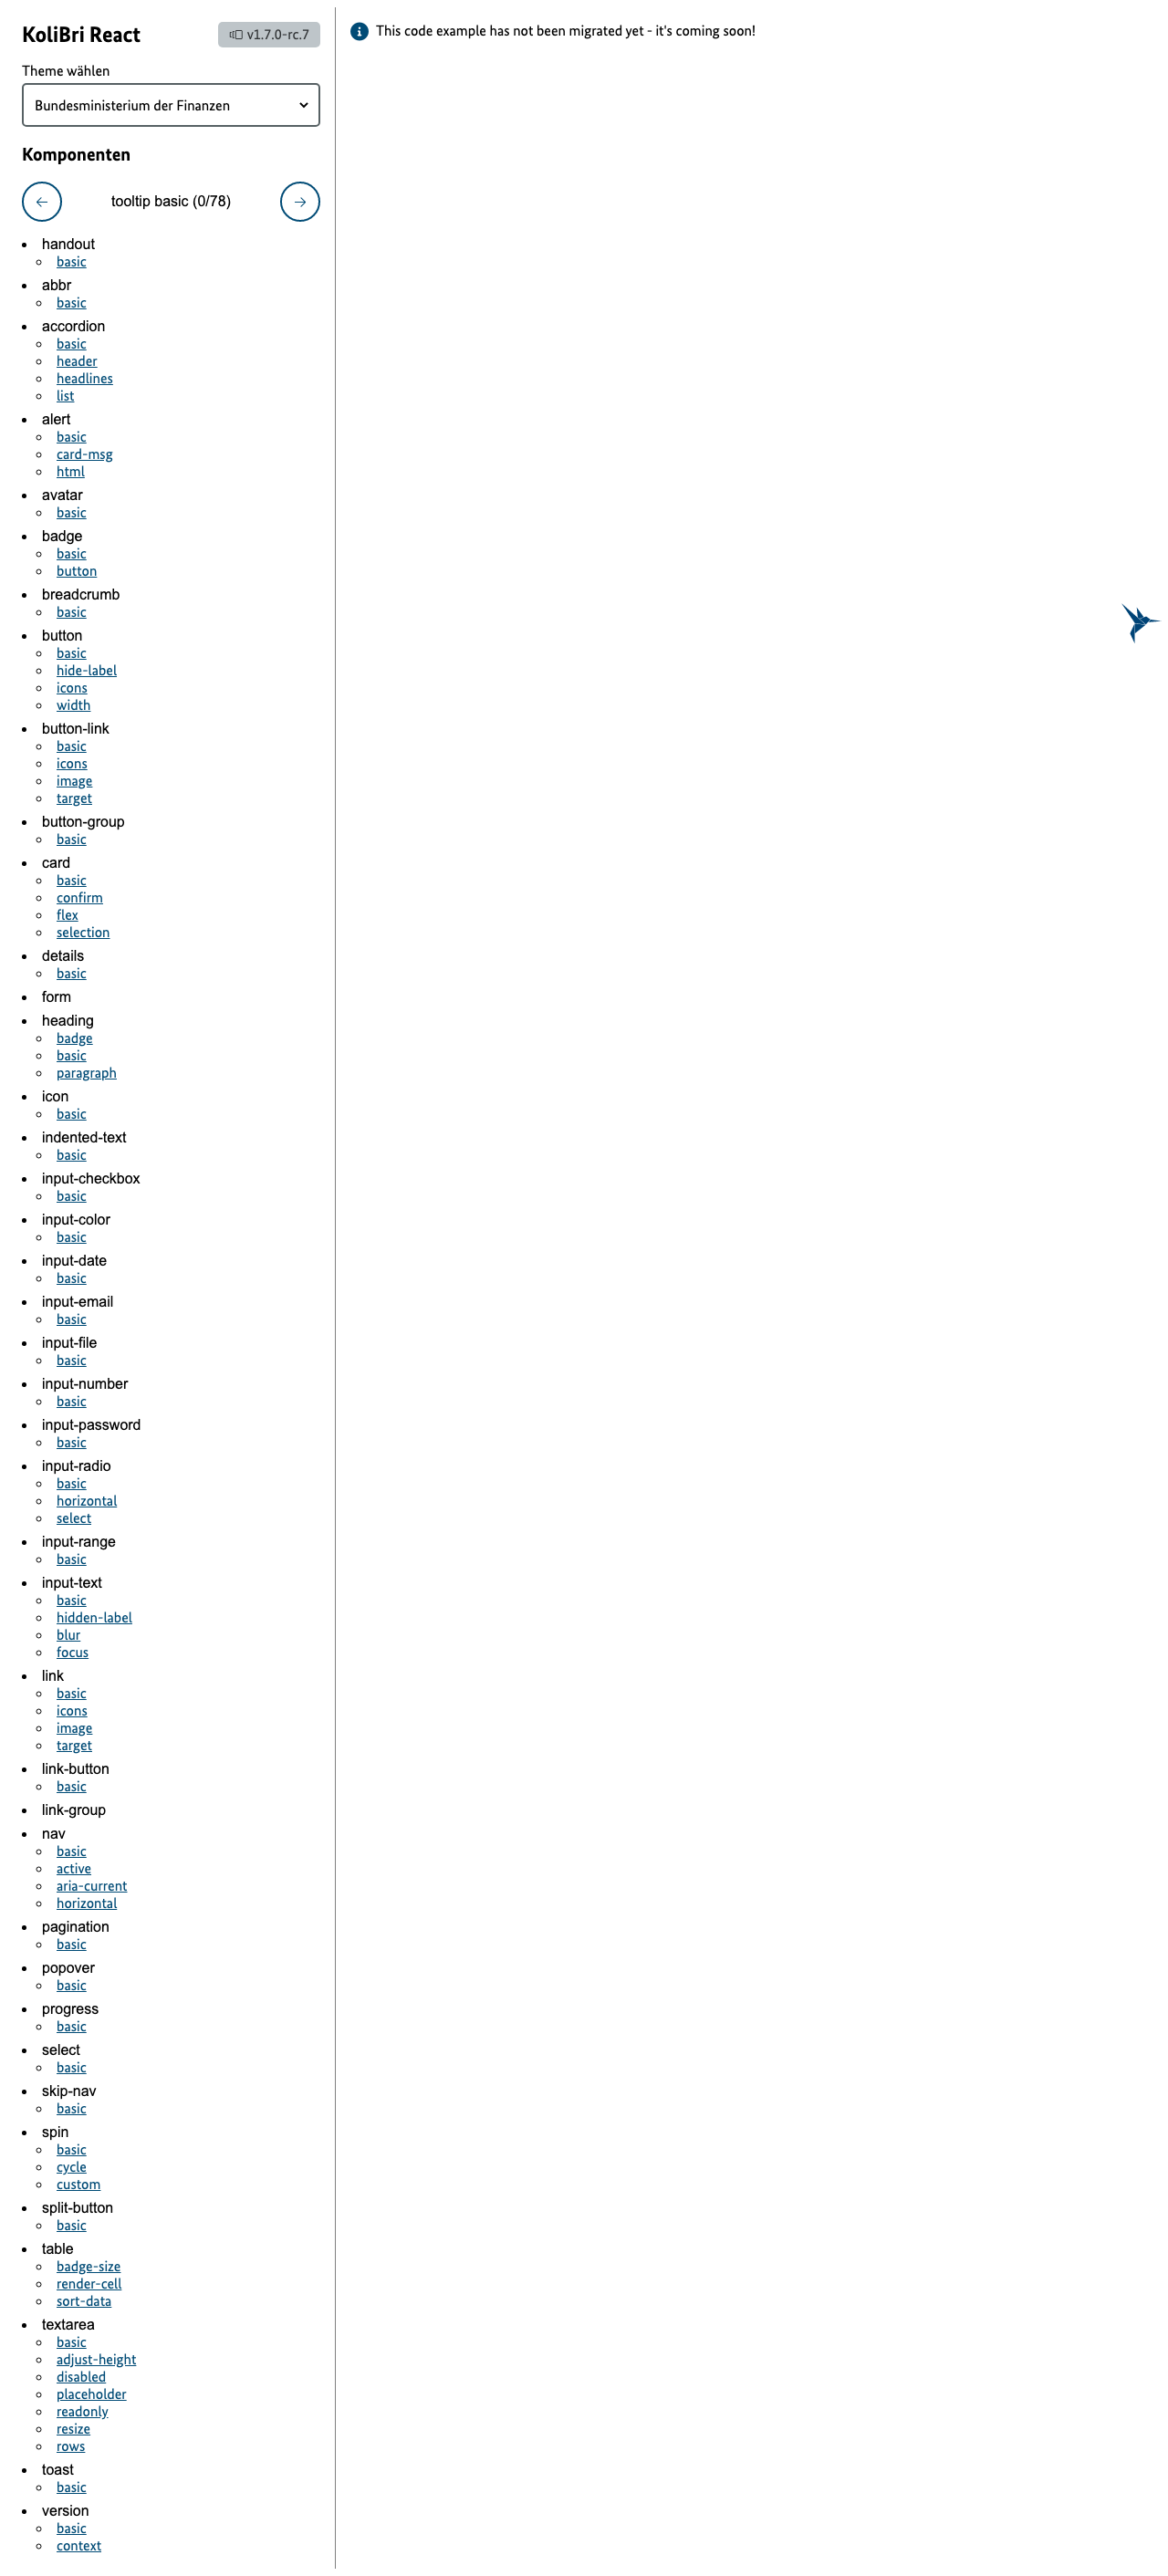 KoliBri React
v1.7.0-rc.7
This code example has not been migrated yet - it's coming soon!
Theme wählen
Bundesministerium der Finanzen
Komponenten
tooltip basic (0/78)
handout
basic
abbr
basic
accordion
basic
header
headlines
list
alert
basic
card-msg
html
avatar
basic
badge
basic
button
breadcrumb
basic
button
basic
hide-label
icons
width
button-link
basic
icons
image
target
button-group
basic
card
basic
confirm
flex
selection
details
basic
form
heading
badge
basic
paragraph
icon
basic
indented-text
basic
input-checkbox
basic
input-color
basic
input-date
basic
input-email
basic
input-file
basic
input-number
basic
input-password
basic
input-radio
basic
horizontal
select
input-range
basic
input-text
basic
hidden-label
blur
focus
link
basic
icons
image
target
link-button
basic
link-group
nav
basic
active
aria-current
horizontal
pagination
basic
popover
basic
progress
basic
select
basic
skip-nav
basic
spin
basic
cycle
custom
split-button
basic
table
badge-size
render-cell
sort-data
textarea
basic
adjust-height
disabled
placeholder
readonly
resize
rows
toast
basic
version
basic
context